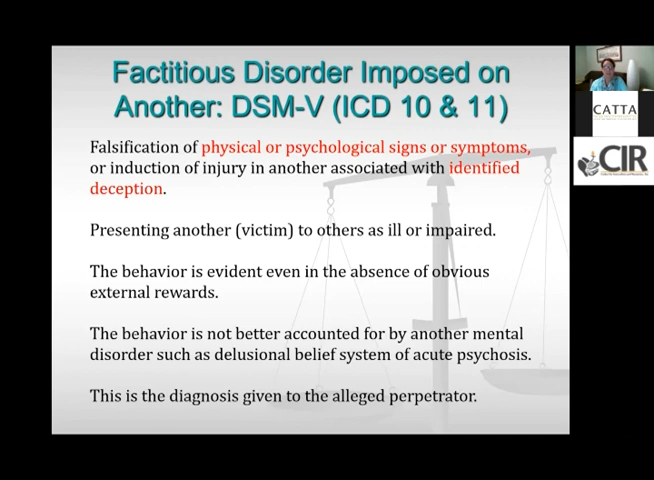 Factitious Disorder Imposed on
Another: DSM-V (ICD 10 & 11)
Falsification of physical or psychological signs or symptoms,
or induction of injury in another associated with identified
deception.
Presenting another (victim) to others as ill or impaired.
The behavior is evident even in the absence of obvious
external rewards.
The behavior is not better accounted for by another mental
disorder such as delusional belief system of acute psychosis.
This is the diagnosis given to the alleged perpetrator.
CATTA
CIR